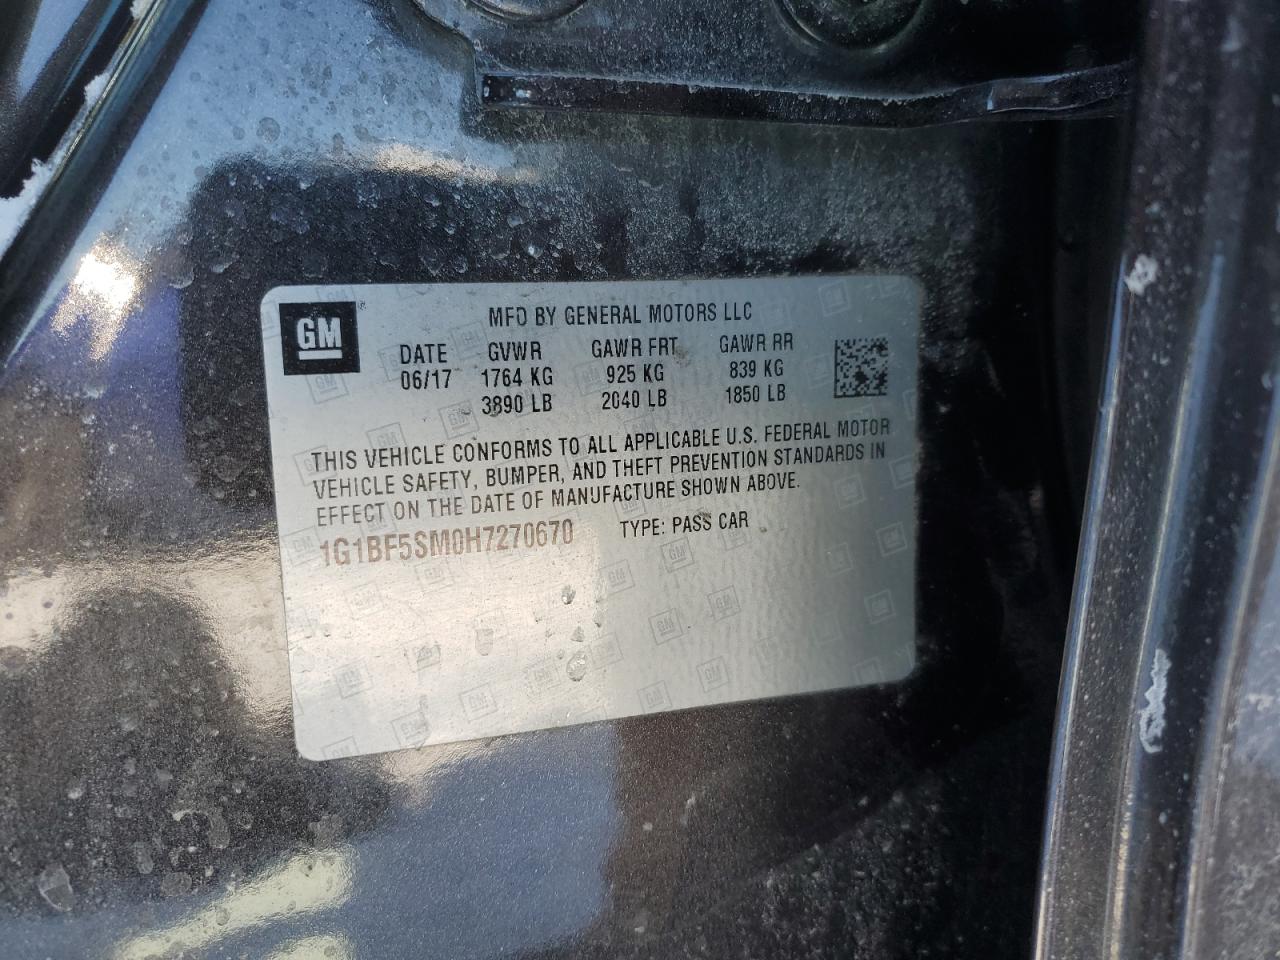 GM
MFD BY GENERAL MOTORS LLC
DATE GVWR GAWR FRT GAWR RR
06/17 1764 KG 925 KG 839 KG
3890 LB 2040 LB 1850 LB
THIS VEHICLE CONFORMS TO ALL APPLICABLE U.S. FEDERAL MOTOR
VEHICLE SAFETY, BUMPER, AND THEFT PREVENTION STANDARDS IN
EFFECT ON THE DATE OF MANUFACTURE SHOWN ABOVE.
1G1BF5SM0H7270670 TYPE: PASS CAR